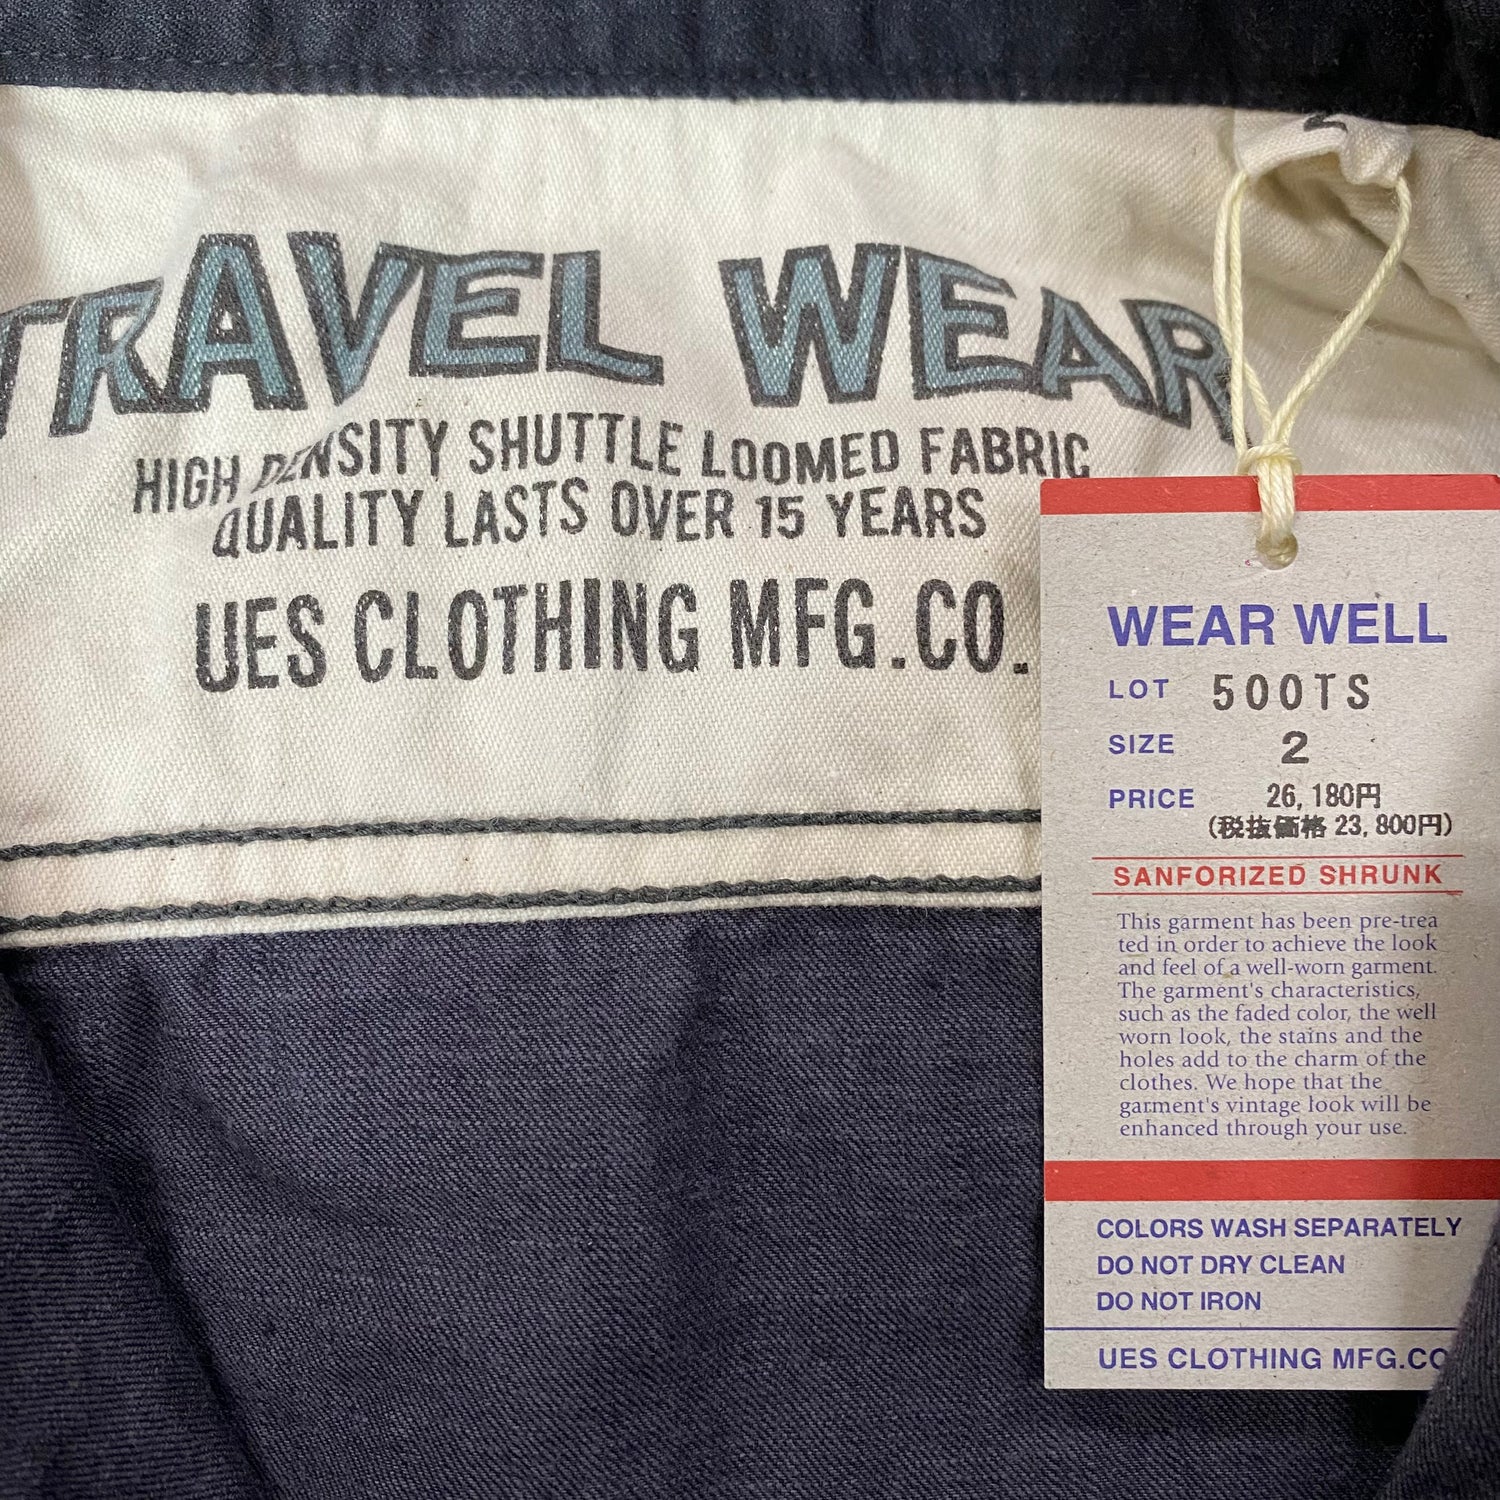 TRAVEL WEAR
HIGH DENSITY SHUTTLE LOOMED FABRIC
QUALITY LASTS OVER 15 YEARS
UES CLOTHING MFG.CO.
WEAR WELL
LOT 500TS
SIZE 2
PRICE 26,180円
(税抜価格 23,800円)
SANFORIZED SHRUNK
This garment has been pre-trea
ted in order to achieve the look
and feel of a well-worn garment.
The garment's characteristics,
such as the faded color, the well
worn look, the stains and the
holes add to the charm of the
clothes. We hope that the
garment's vintage look will be
enhanced through your use.
COLORS WASH SEPARATELY
DO NOT DRY CLEAN
DO NOT IRON
UES CLOTHING MFG.CO